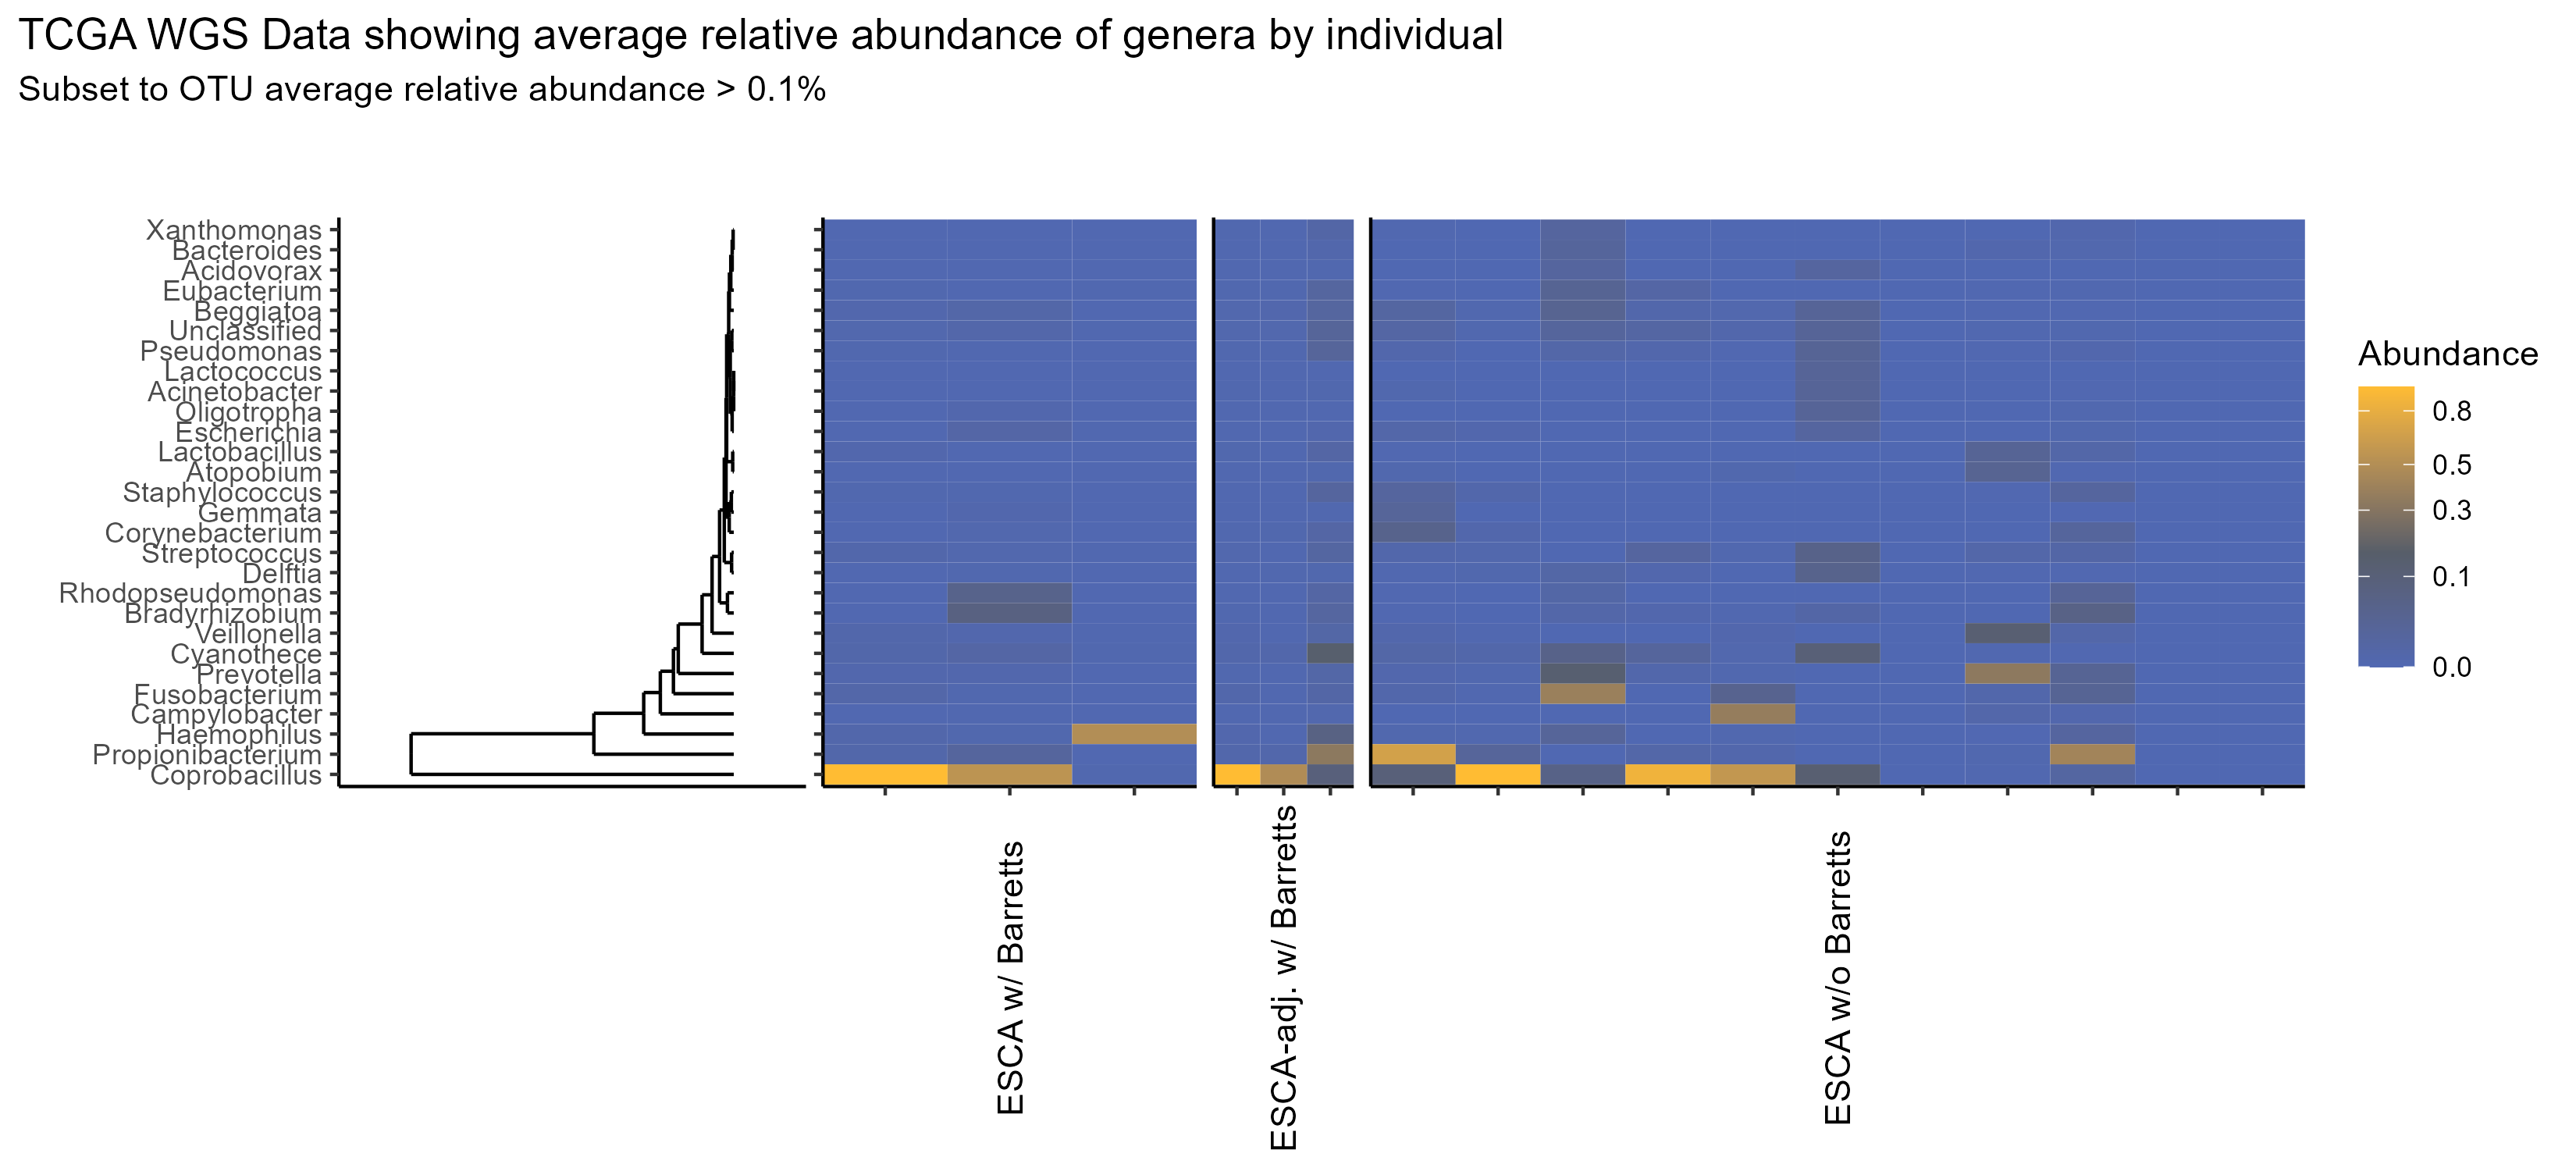 TCGA WGS Data showing average relative abundance of genera by individual
Subset to OTU average relative abundance > 0.1%
Xanthomonas
Bacteroides
Acidovorax
Eubacterium
Beggiatoa
Unclassified
Pseudomonas
Lactococcus
Acinetobacter
Oligotropha
Escherichia
Lactobacillus
Atopobium
Staphylococcus
Gemmata
Corynebacterium
Streptococcus
Delftia
Rhodopseudomonas
Bradyrhizobium
Veillonella
Cyanothece
Prevotella
Fusobacterium
Campylobacter
Haemophilus
Propionibacterium
Coprobacillus
ESCA w/ Barretts
ESCA-adj. w/ Barretts
ESCA w/o Barretts
Abundance
0.8
0.5
0.3
0.1
0.0